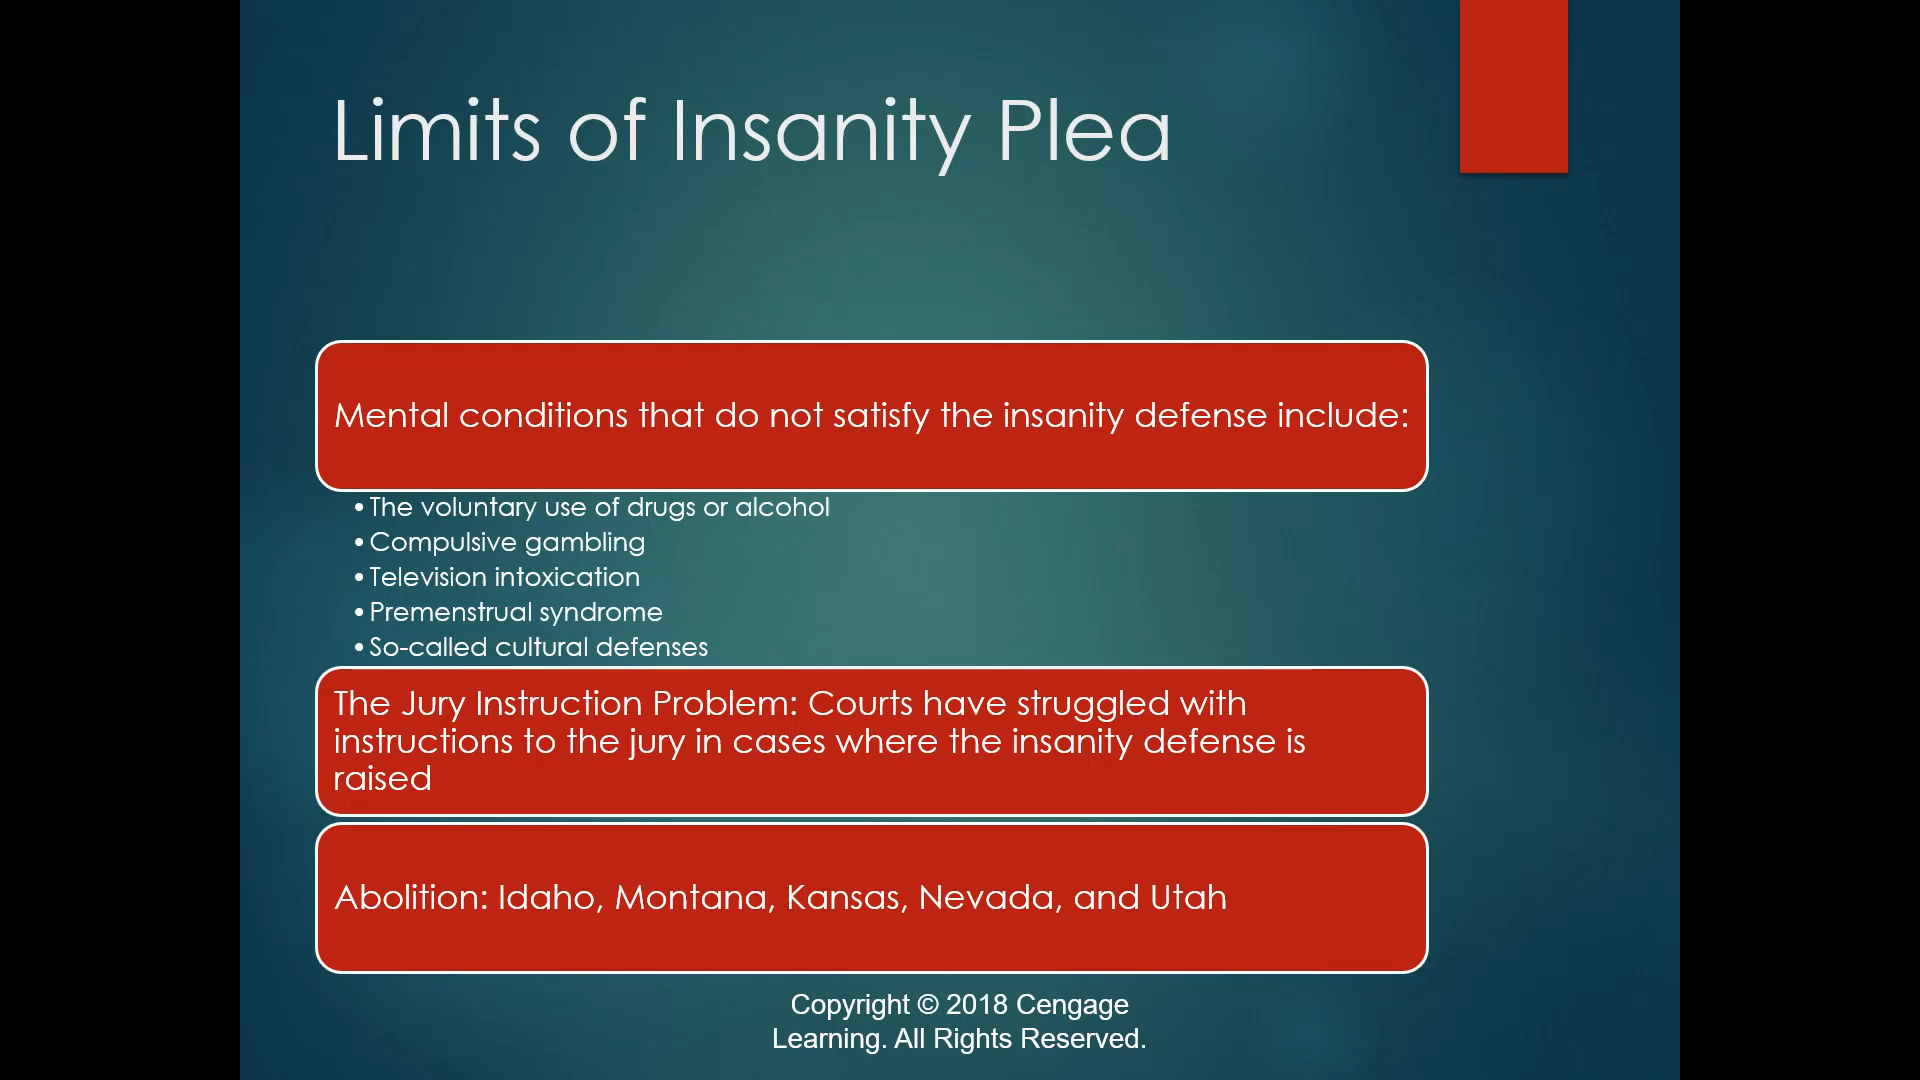 Limits of Insanity Plea
Mental conditions that do not satisfy the insanity defense include:
•The voluntary use of drugs or alcohol
•Compulsive gambling
•Television intoxication
•Premenstrual syndrome
•So-called cultural defenses
The Jury Instruction Problem: Courts have struggled with
instructions to the jury in cases where the insanity defense is
raised
Abolition: Idaho, Montana, Kansas, Nevada, and Utah
Copyright © 2018 Cengage
Learning. All Rights Reserved.